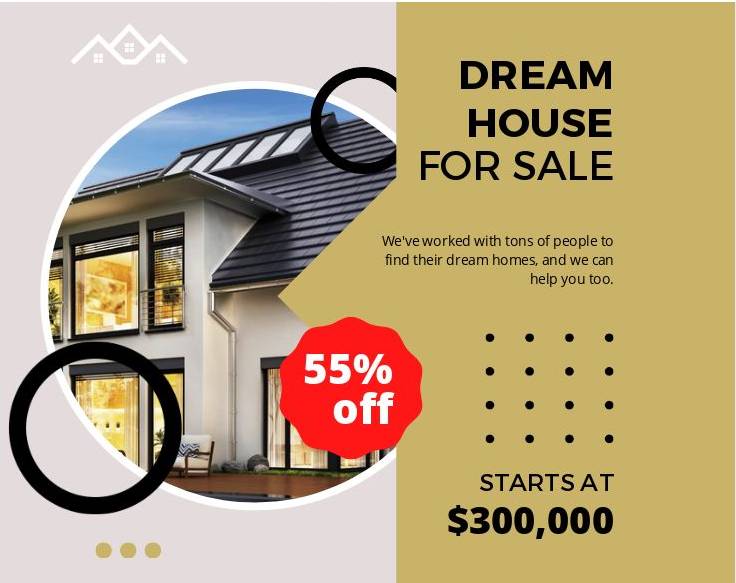 DREAM
HOUSE
FOR SALE
We've worked with tons of people to
find their dream homes, and we can
help you too.
55%
off
STARTS AT
$300,000